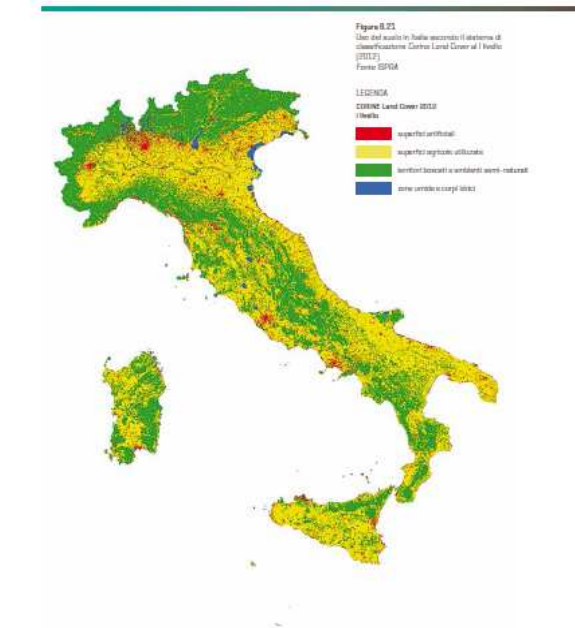 Figura 6.21
Uso del suolo in Italia secondo il sistema di
classificazione Corine Land Cover al I livello
(2012)
Fonte ISPRA
LEGENDA
CORINE Land Cover 2012
I livello
superfici artificiali
superfici agricole utilizzate
territori boscati e ambienti semi-naturali
zone umide e corpi idrici